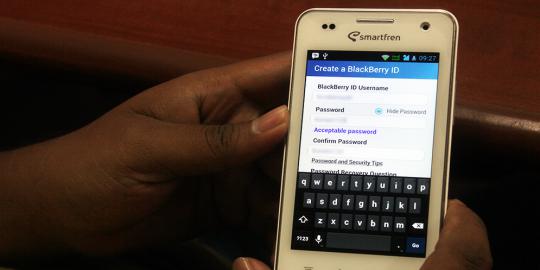 smartfren
09:27
Create a BlackBerry ID
BlackBerry ID Username
Password
Hide Password
Acceptable password
Confirm Password
Password and Security Tips
Password Recovery Question
q w e r t y u i o p
a s d f g h j k l
z x c v b n m
?123 . Go